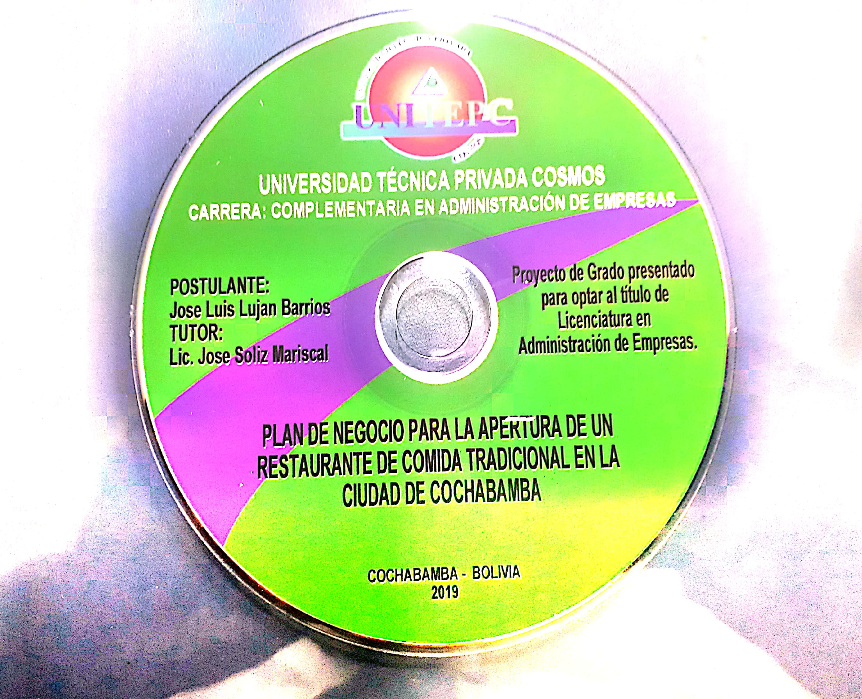 UNITEPC
UNIVERSIDAD TÉCNICA PRIVADA COSMOS
CARRERA: COMPLEMENTARIA EN ADMINISTRACIÓN DE EMPRESAS
POSTULANTE:
Jose Luis Lujan Barrios
TUTOR:
Lic. Jose Soliz Mariscal
Proyecto de Grado presentado
para optar al título de
Licenciatura en
Administración de Empresas.
PLAN DE NEGOCIO PARA LA APERTURA DE UN
RESTAURANTE DE COMIDA TRADICIONAL EN LA
CIUDAD DE COCHABAMBA
COCHABAMBA - BOLIVIA
2019